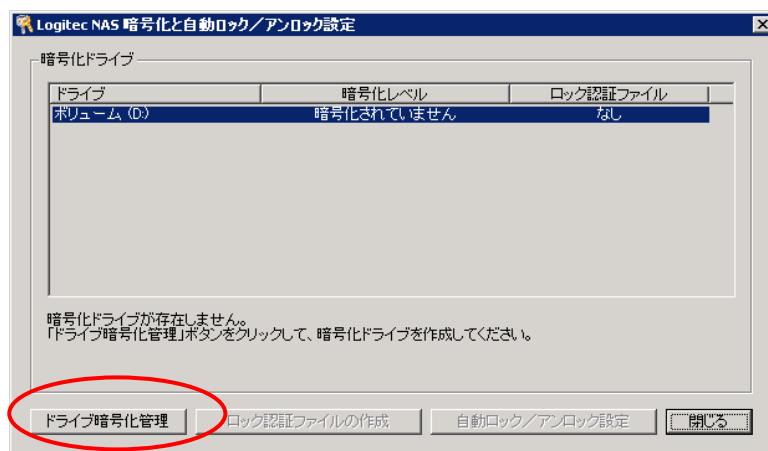 Logitec NAS 暗号化と自動ロック／アンロック設定
暗号化ドライブ
ドライブ 暗号化レベル ロック認証ファイル
ボリューム (D:) 暗号化されていません なし
暗号化ドライブが存在しません。
「ドライブ暗号化管理」ボタンをクリックして、暗号化ドライブを作成してください。
ドライブ暗号化管理 ロック認証ファイルの作成 自動ロック／アンロック設定 閉じる